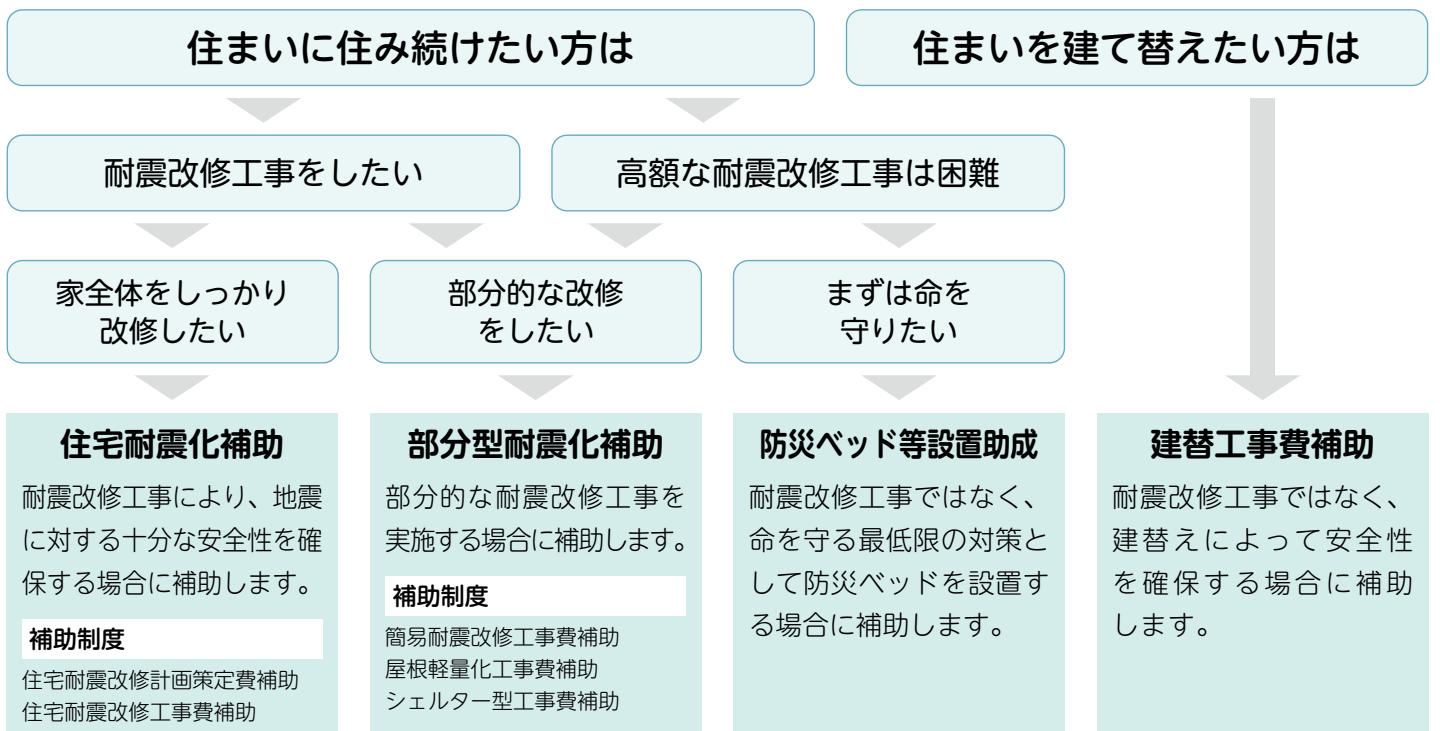 住まいに住み続けたい方は
住まいを建て替えたい方は
耐震改修工事をしたい
高額な耐震改修工事は困難
家全体をしっかり
改修したい
部分的な改修
をしたい
まずは命を
守りたい
住宅耐震化補助
耐震改修工事により、地震
に対する十分な安全性を確
保する場合に補助します。
補助制度
住宅耐震改修計画策定費補助
住宅耐震改修工事費補助
部分型耐震化補助
部分的な耐震改修工事を
実施する場合に補助します。
補助制度
簡易耐震改修工事費補助
屋根軽量化工事費補助
シェルター型工事費補助
防災ベッド等設置助成
耐震改修工事ではなく、
命を守る最低限の対策と
して防災ベッドを設置す
る場合に補助します。
建替工事費補助
耐震改修工事ではなく、
建替えによって安全性
を確保する場合に補助
します。